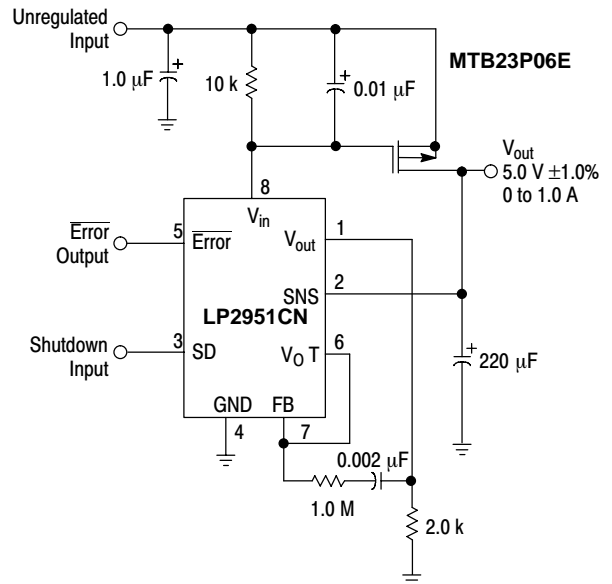 Unregulated
Input
MTB23P06E
1.0 μF
10 k
0.01 μF
Vout
5.0 V ±1.0%
0 to 1.0 A
8
Vin
Error
Output
5
Error
Vout
1
SNS
2
LP2951CN
Shutdown
Input
3
SD
VO T
6
220 μF
GND
FB
4
7
0.002 μF
1.0 M
2.0 k
+
+
+
+